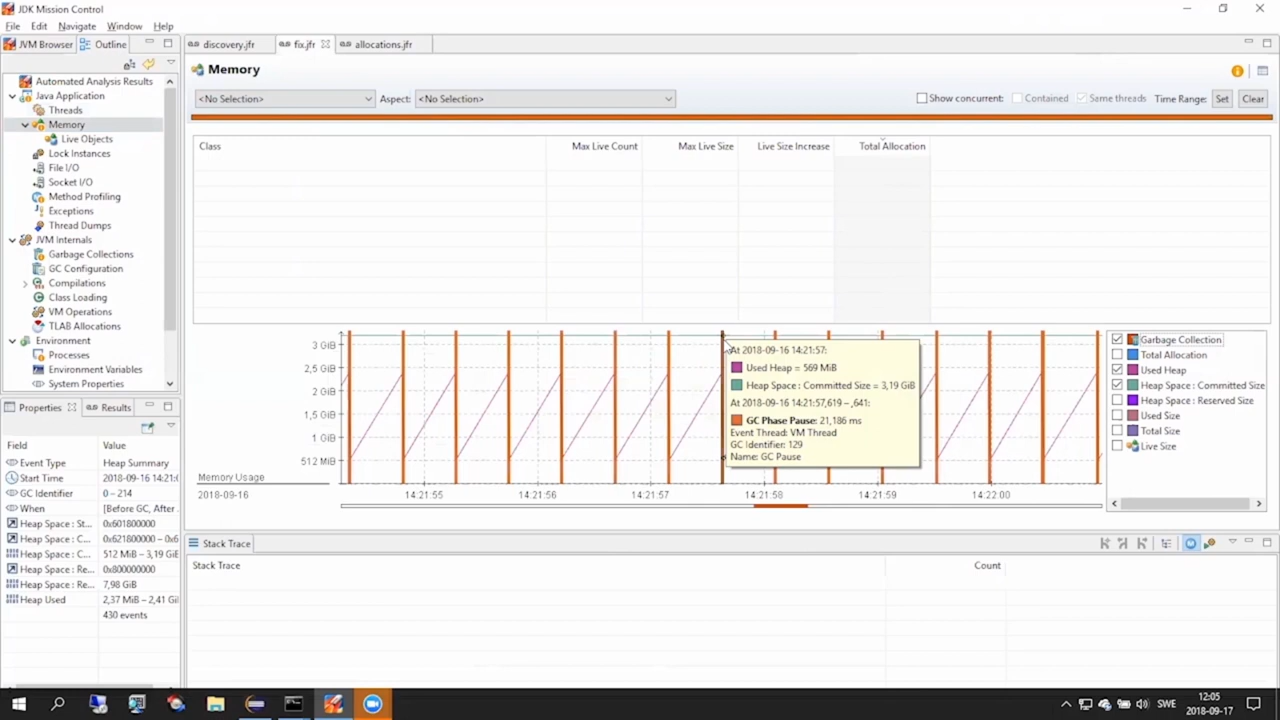 JDK Mission Control
File Edit Navigate Window Help
JVM Browser Outline
discovery.jfr fix.jfr allocations.jfr
Memory
<No Selection> Aspect: <No Selection> Show concurrent: Contained Same threads Time Range: Set Clear
Automated Analysis Results
Java Application
Threads
Memory
Live Objects
Lock Instances
File I/O
Socket I/O
Method Profiling
Exceptions
Thread Dumps
JVM Internals
Garbage Collections
GC Configuration
Compilations
Class Loading
VM Operations
TLAB Allocations
Environment
Processes
Environment Variables
System Properties
Class Max Live Count Max Live Size Live Size Increase Total Allocation
3 GiB
2,5 GiB
2 GiB
1,5 GiB
1 GiB
512 MiB
Memory Usage
2018-09-16 14:21:55 14:21:56 14:21:57 14:21:58 14:21:59 14:22:00
At 2018-09-16 14:21:57:
Used Heap = 569 MiB
Heap Space : Committed Size = 3,19 GiB
At 2018-09-16 14:21:57,619 – ,641:
GC Phase Pause: 21,186 ms
Event Thread: VM Thread
GC Identifier: 129
Name: GC Pause
Garbage Collection
Total Allocation
Used Heap
Heap Space : Committed Size
Heap Space : Reserved Size
Used Size
Total Size
Live Size
Properties Results
Field Value
Event Type Heap Summary
Start Time 2018-09-16 14:21:0
GC Identifier 0 – 214
When [Before GC, After
Heap Space : St... 0x601800000
Heap Space : C... 0x621800000 – 0x6
Heap Space : C... 512 MiB – 3,19 GiB
Heap Space : Re... 0x800000000
Heap Space : Re... 7,98 GiB
Heap Used 2,37 MiB – 2,41 Gi
430 events
Stack Trace
Stack Trace Count
SWE
12:05
2018-09-17